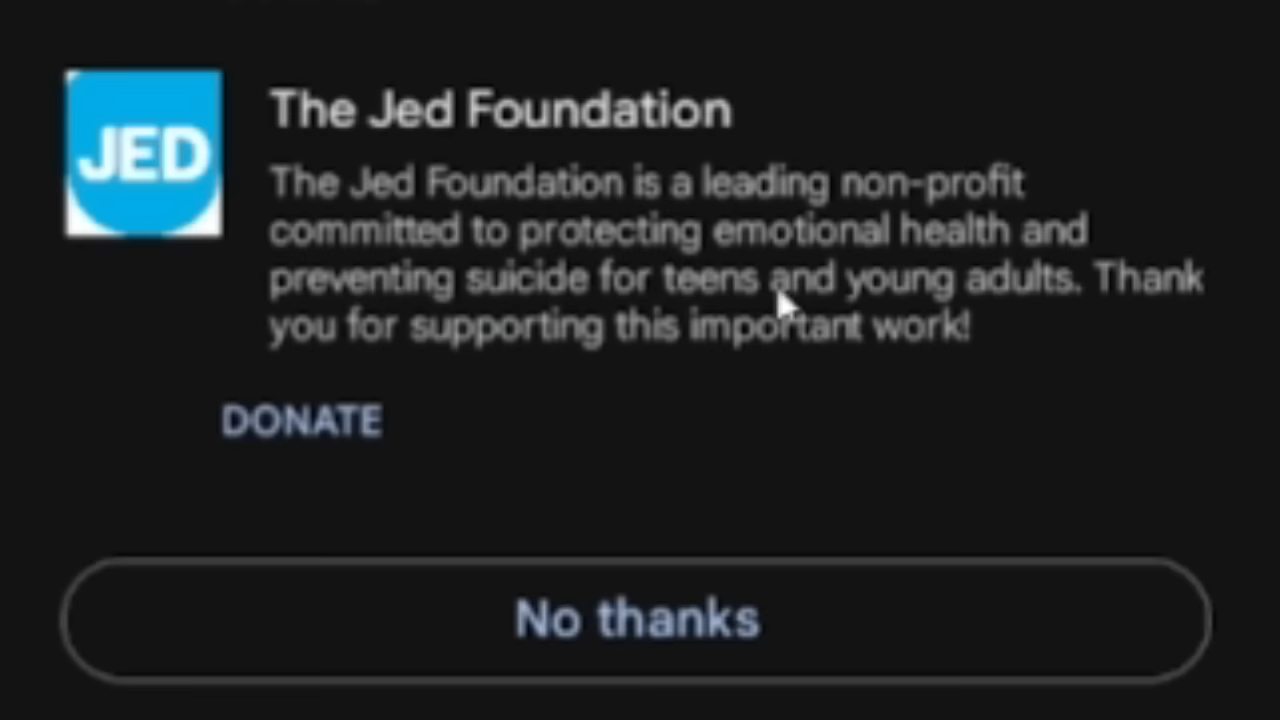 JED
The Jed Foundation
The Jed Foundation is a leading non-profit
committed to protecting emotional health and
preventing suicide for teens and young adults. Thank
you for supporting this important work!
DONATE
No thanks